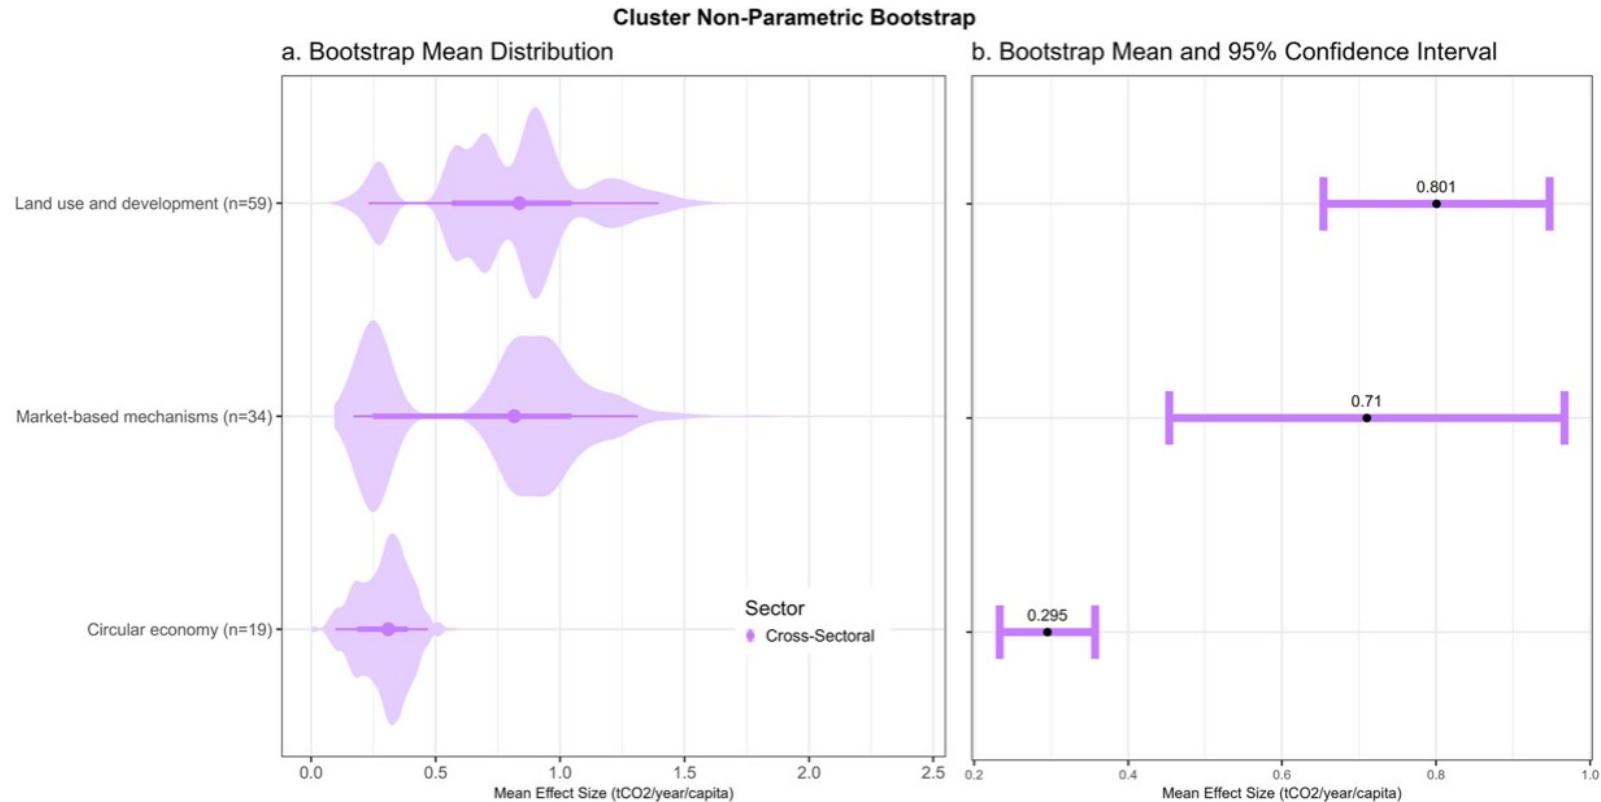 Cluster Non-Parametric Bootstrap
a. Bootstrap Mean Distribution
b. Bootstrap Mean and 95% Confidence Interval
Land use and development (n=59)
Market-based mechanisms (n=34)
Circular economy (n=19)
Sector
Cross-Sectoral
0.0 0.5 1.0 1.5 2.0 2.5
Mean Effect Size (tCO2/year/capita)
0.801
0.71
0.295
0.2 0.4 0.6 0.8 1.0
Mean Effect Size (tCO2/year/capita)